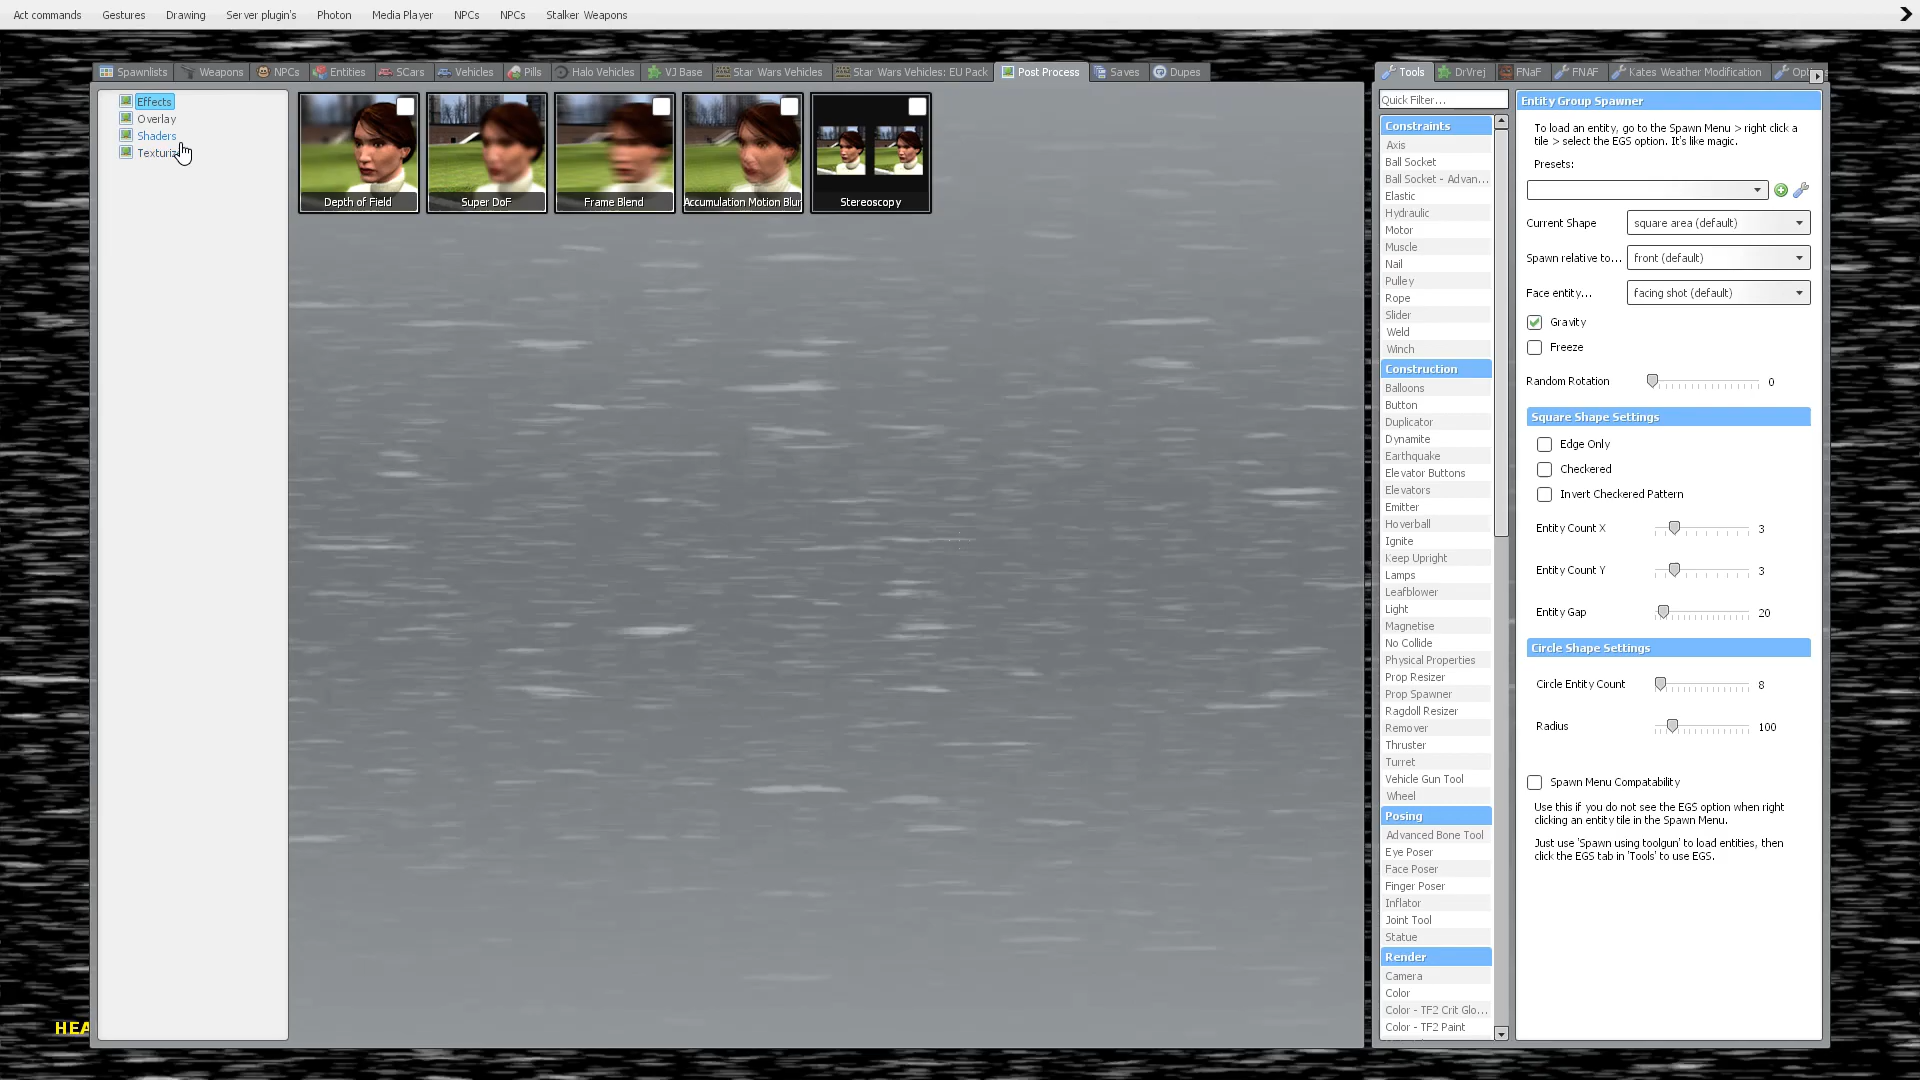 Act commands Gestures Drawing Server plugin's Photon Media Player NPCs NPCs Stalker Weapons
Spawnlists Weapons NPCs Entities SCars Vehicles Pills Halo Vehicles VJ Base Star Wars Vehicles Star Wars Vehicles: EU Pack Post Process Saves Dupes
Effects
Overlay
Shaders
Depth of Field
Super DoF
Frame Blend
Accumulation Motion Blur
Stereoscopy
Tools DrVrej FNaF FNAF Kates Weather Modification
Quick Filter...
Constraints
Axis
Ball Socket
Ball Socket - Advan...
Elastic
Hydraulic
Motor
Muscle
Nail
Pulley
Rope
Slider
Weld
Winch
Construction
Balloons
Button
Duplicator
Dynamite
Earthquake
Elevator Buttons
Elevators
Emitter
Hoverball
Ignite
Keep Upright
Lamps
Leafblower
Light
Magnetise
No Collide
Physical Properties
Prop Resizer
Prop Spawner
Ragdoll Resizer
Remover
Thruster
Turret
Vehicle Gun Tool
Wheel
Posing
Advanced Bone Tool
Eye Poser
Face Poser
Finger Poser
Inflator
Joint Tool
Statue
Render
Camera
Color
Color - TF2 Crit Glo...
Color - TF2 Paint
Entity Group Spawner
To load an entity, go to the Spawn Menu > right click a
tile > select the EGS option. It's like magic.
Presets:
Current Shape square area (default)
Spawn relative to... front (default)
Face entity... facing shot (default)
Gravity
Freeze
Random Rotation 0
Square Shape Settings
Edge Only
Checkered
Invert Checkered Pattern
Entity Count X 3
Entity Count Y 3
Entity Gap 20
Circle Shape Settings
Circle Entity Count 8
Radius 100
Spawn Menu Compatability
Use this if you do not see the EGS option when right
clicking an entity tile in the Spawn Menu.
Just use 'Spawn using toolgun' to load entities, then
click the EGS tab in 'Tools' to use EGS.
HEA